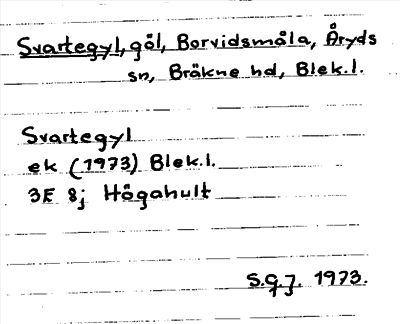 Svartegyl, göl, Borvidsmåla, Åryds
sn, Bräkne hd, Blek.l.
Svartegyl
ek (1973) Blek.l.
3E 8j Högahult
S.G.J. 1973.